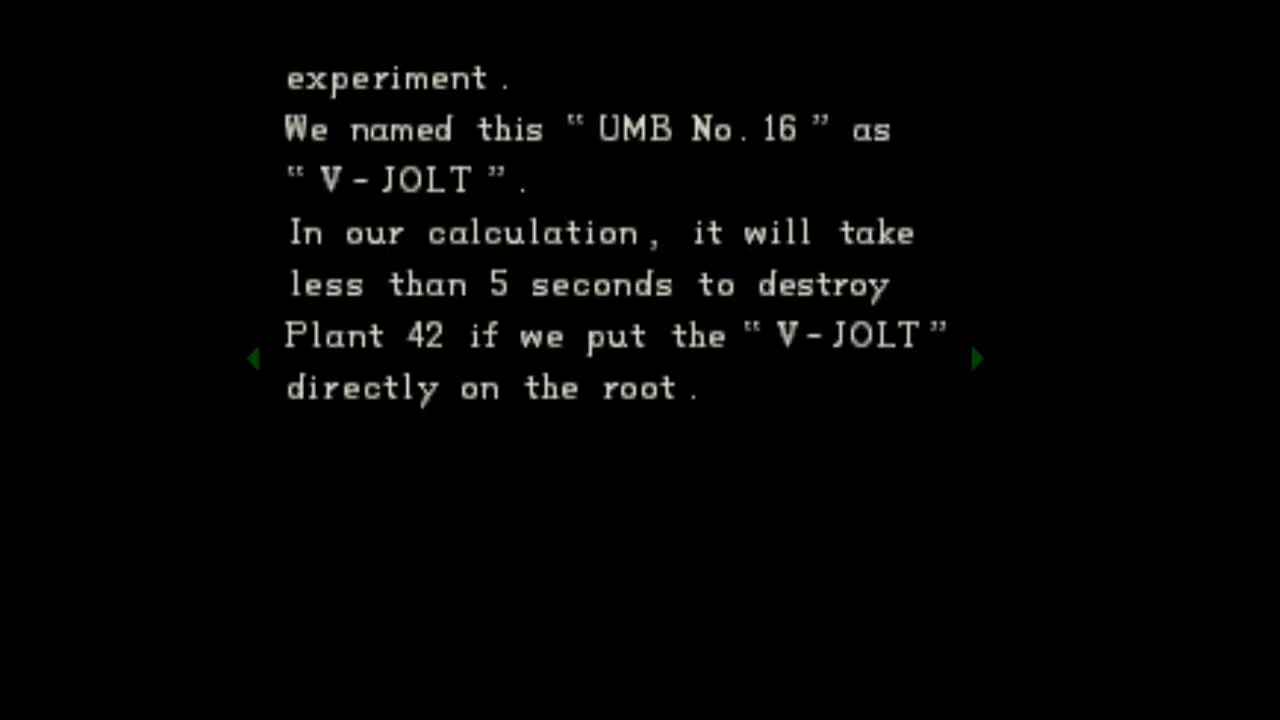 experiment.
We named this “UMB No.16” as
“V-JOLT”.
In our calculation, it will take
less than 5 seconds to destroy
Plant 42 if we put the “V-JOLT”
directly on the root.